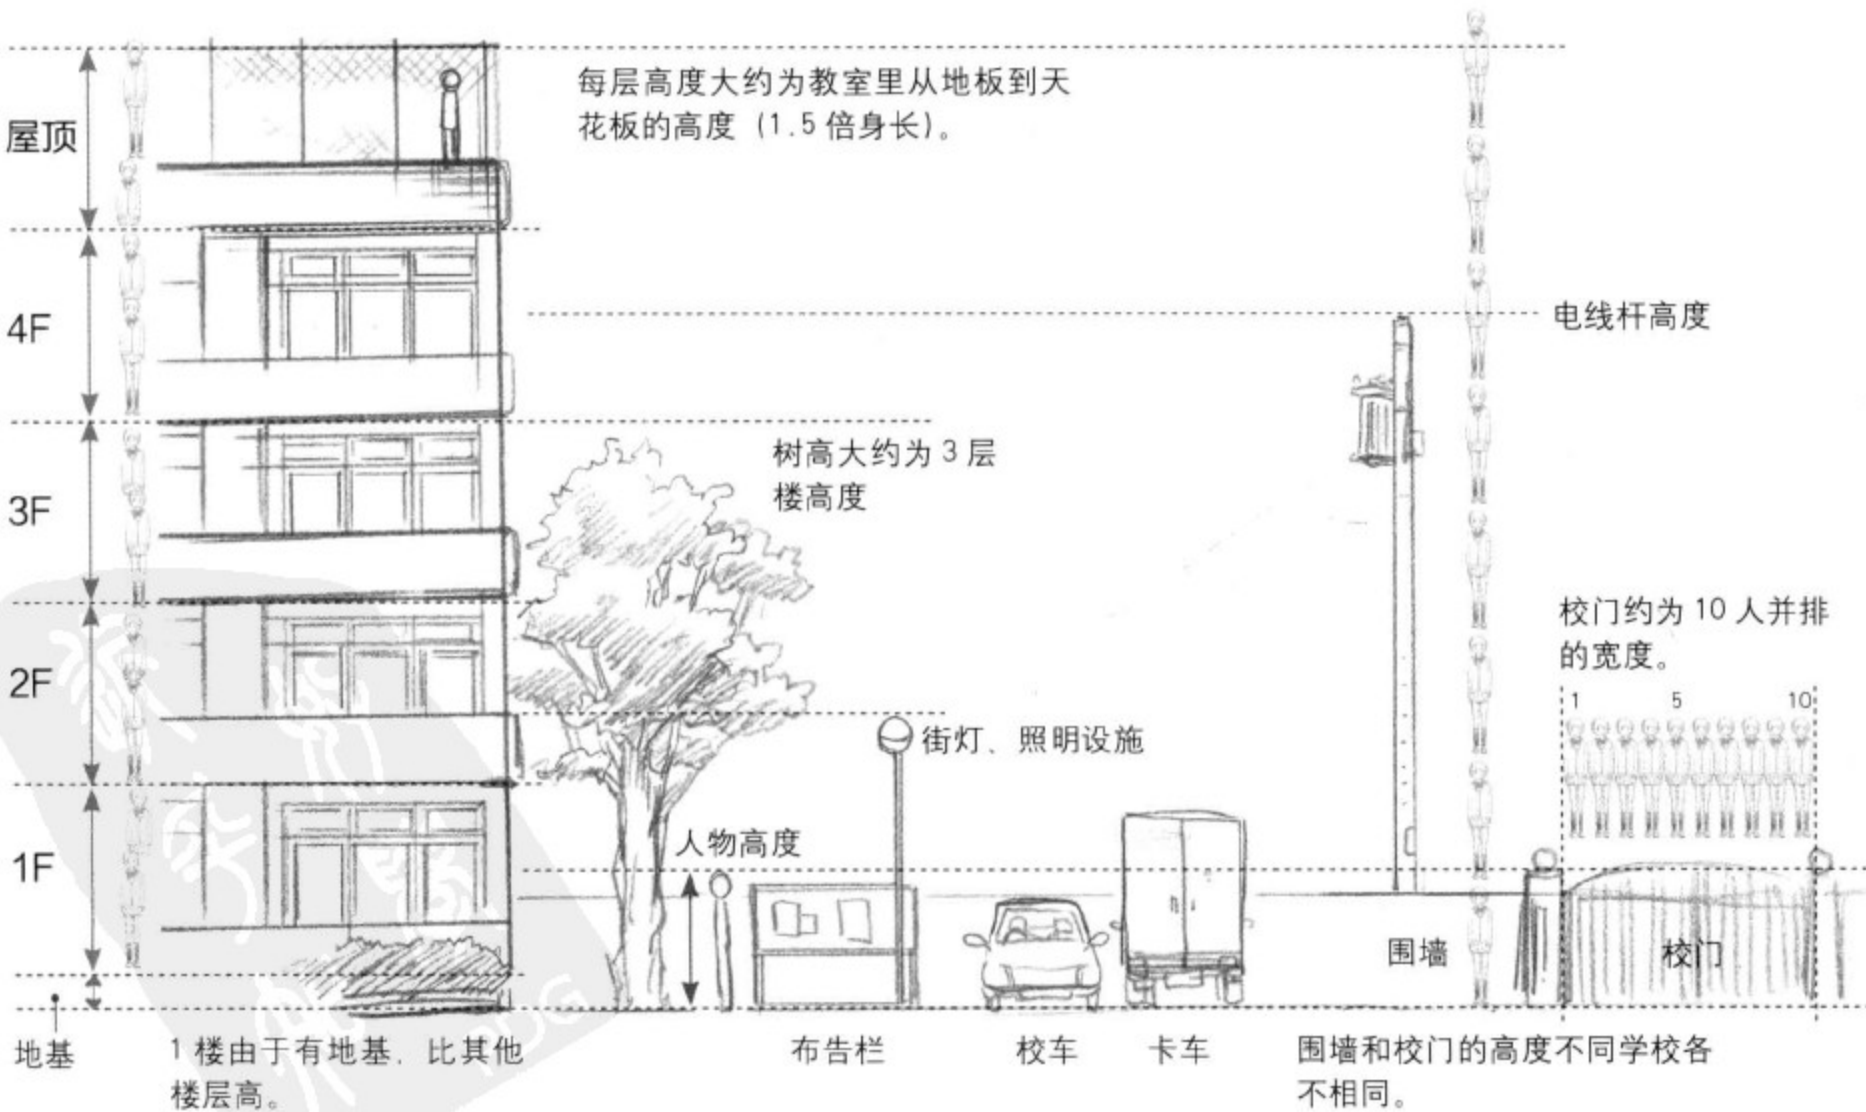 每层高度大约为教室里从地板到天
花板的高度（1.5 倍身长）。
屋顶
4F
电线杆高度
树高大约为 3 层
楼高度
3F
校门约为 10 人并排
的宽度。
2F
1 5 10
街灯、照明设施
人物高度
1F
围墙
校门
地基
1 楼由于有地基，比其他
楼层高。
布告栏
校车
卡车
围墙和校门的高度不同学校各
不相同。